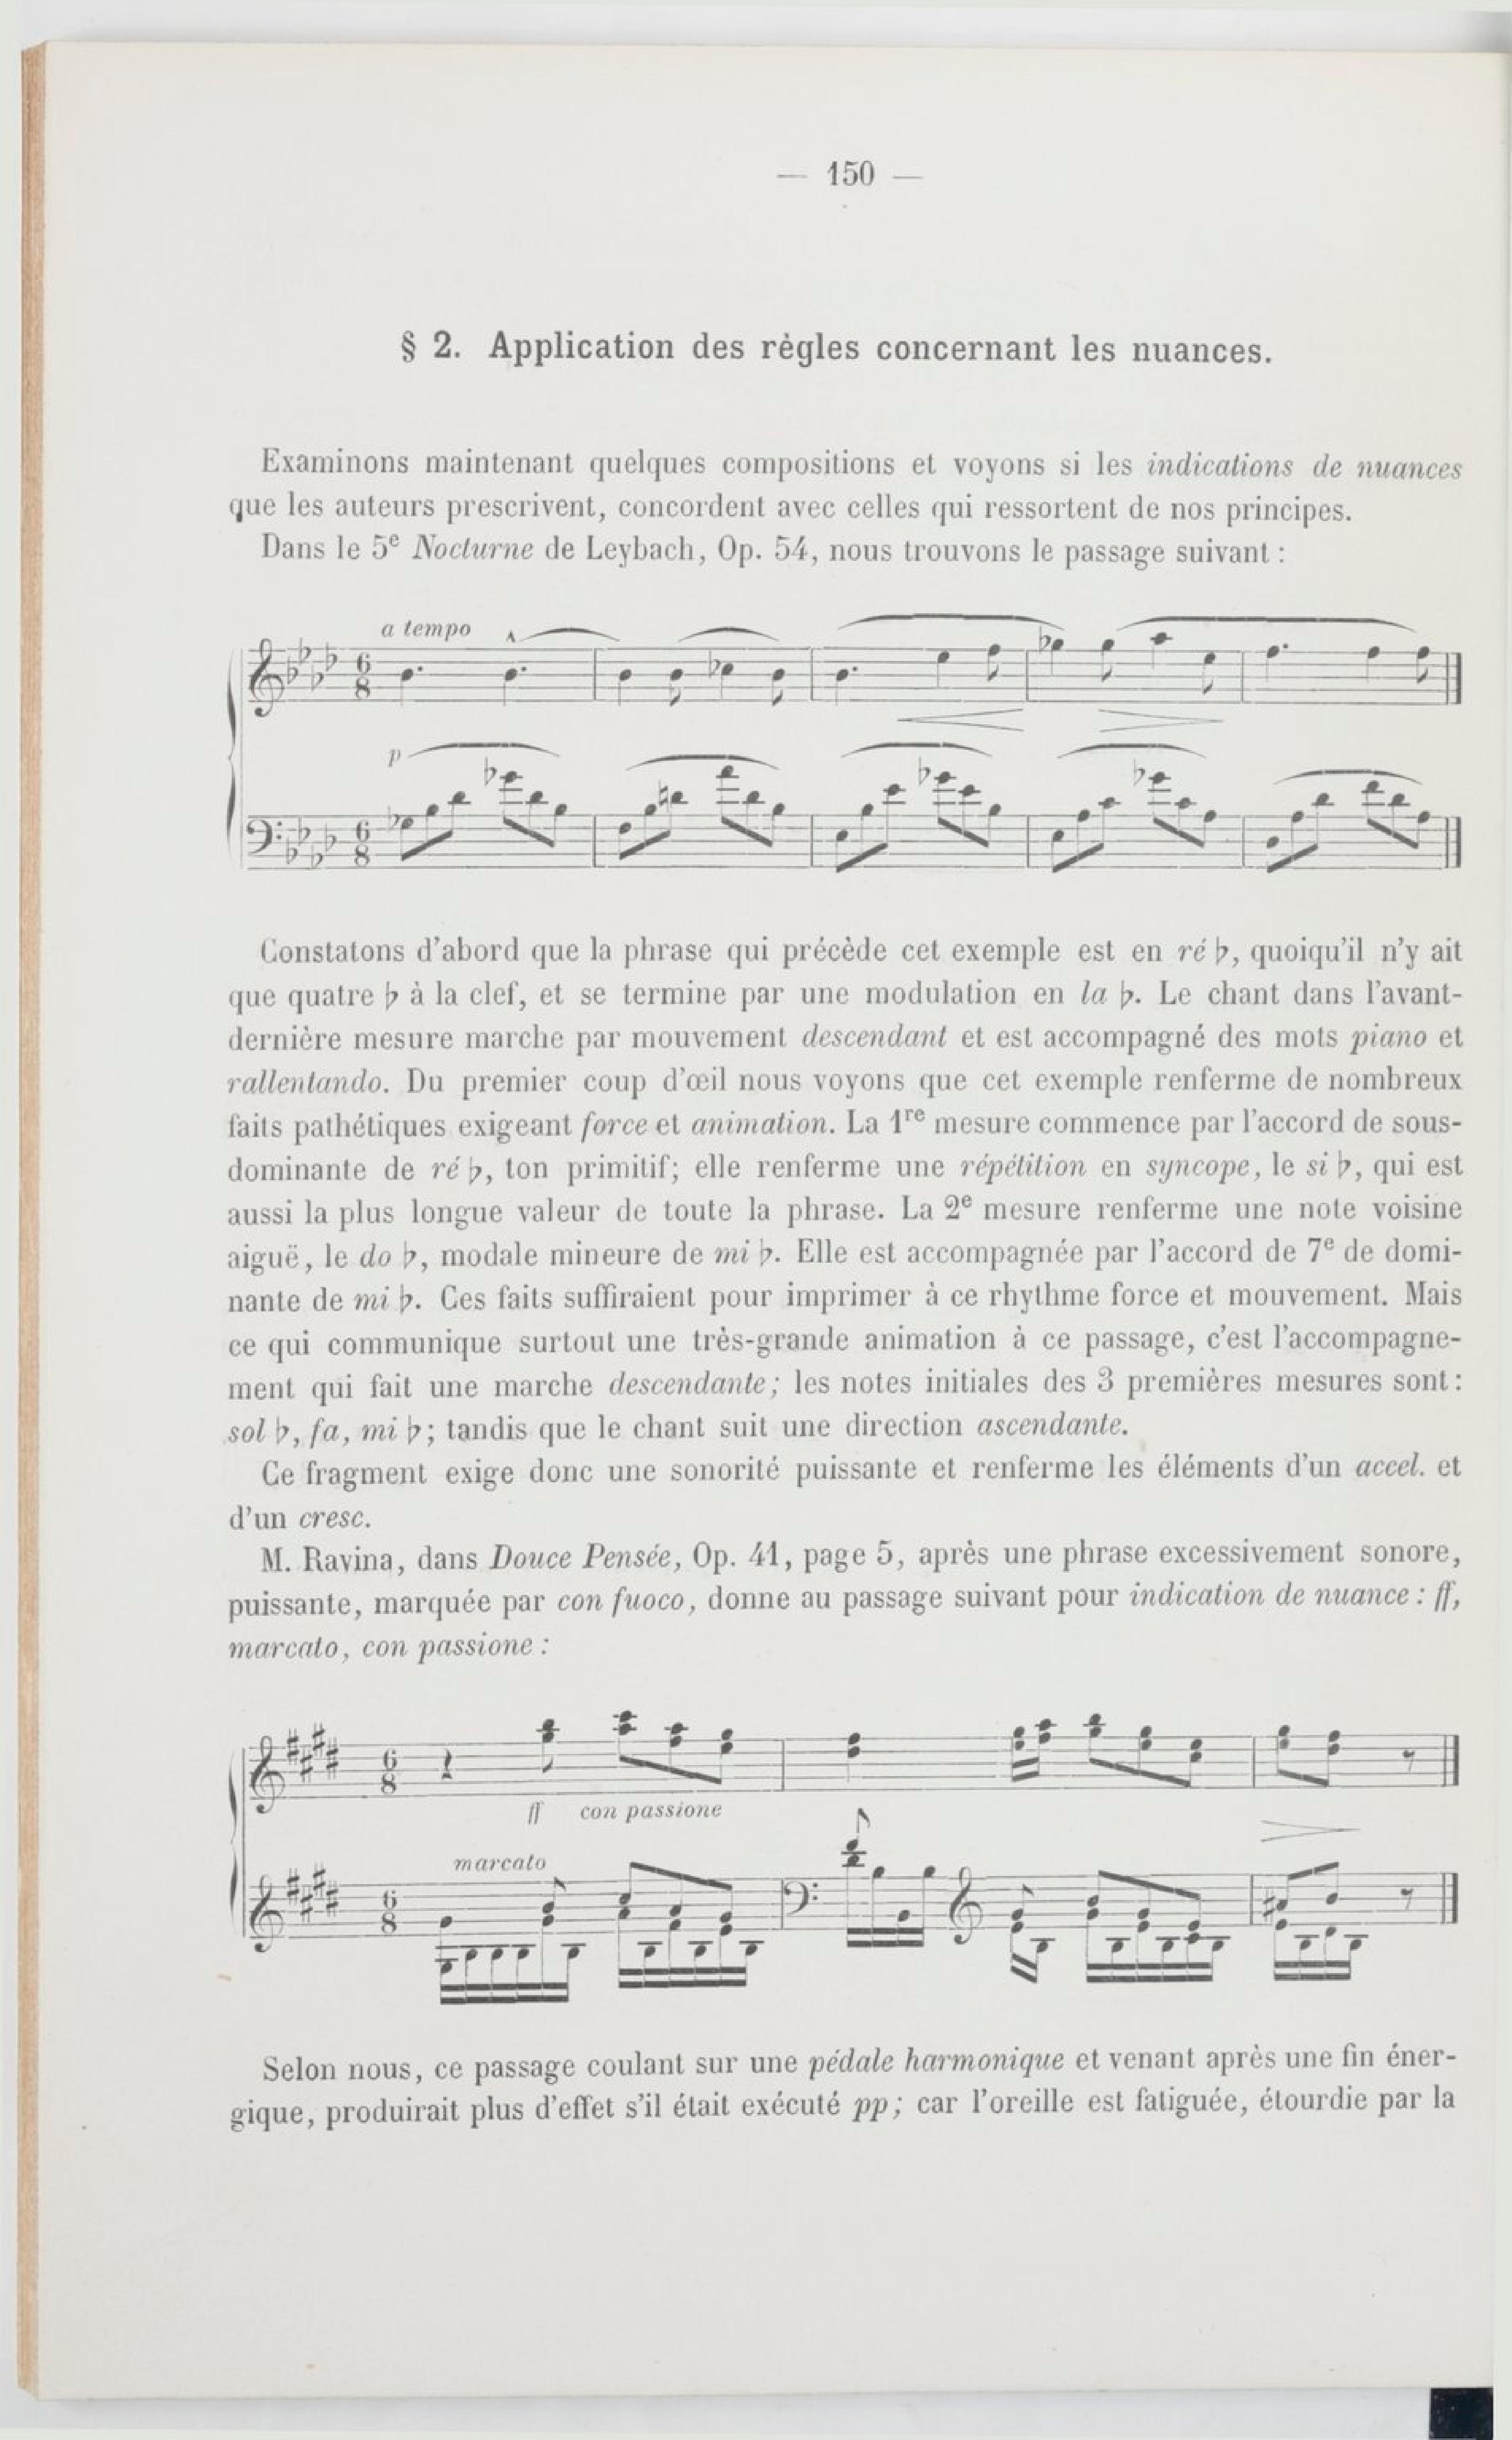 — 150 —
§ 2. Application des règles concernant les nuances.
Examinons maintenant quelques compositions et voyons si les indications de nuances
que les auteurs prescrivent, concordent avec celles qui ressortent de nos principes.
Dans le 5e Nocturne de Leybach, Op. 54, nous trouvons le passage suivant :
a tempo
6
8
p
6
8
Constatons d'abord que la phrase qui précède cet exemple est en ré ♭, quoiqu'il n'y ait
que quatre ♭ à la clef, et se termine par une modulation en la ♭. Le chant dans l'avant-
dernière mesure marche par mouvement descendant et est accompagné des mots piano et
rallentando. Du premier coup d'œil nous voyons que cet exemple renferme de nombreux
faits pathétiques exigeant force et animation. La 1re mesure commence par l'accord de sous-
dominante de ré ♭, ton primitif; elle renferme une répétition en syncope, le si ♭, qui est
aussi la plus longue valeur de toute la phrase. La 2e mesure renferme une note voisine
aiguë, le do ♭, modale mineure de mi ♭. Elle est accompagnée par l'accord de 7e de domi-
nante de mi ♭. Ces faits suffiraient pour imprimer à ce rhythme force et mouvement. Mais
ce qui communique surtout une très-grande animation à ce passage, c'est l'accompagne-
ment qui fait une marche descendante; les notes initiales des 3 premières mesures sont :
sol ♭, fa, mi ♭; tandis que le chant suit une direction ascendante.
Ce fragment exige donc une sonorité puissante et renferme les éléments d'un accel. et
d'un cresc.
M. Ravina, dans Douce Pensée, Op. 41, page 5, après une phrase excessivement sonore,
puissante, marquée par con fuoco, donne au passage suivant pour indication de nuance : ff,
marcato, con passione :
6
8
ff con passione
marcato
6
8
Selon nous, ce passage coulant sur une pédale harmonique et venant après une fin éner-
gique, produirait plus d'effet s'il était exécuté pp; car l'oreille est fatiguée, étourdie par la